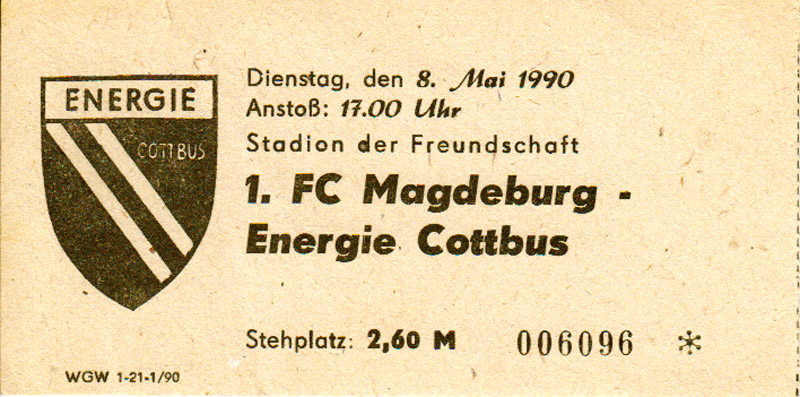 ENERGIE
COTTBUS
Dienstag, den 8. Mai 1990
Anstoß: 17.00 Uhr
Stadion der Freundschaft
1. FC Magdeburg -
Energie Cottbus
Stehplatz: 2,60 M 006096 *
WGW 1-21-1/90